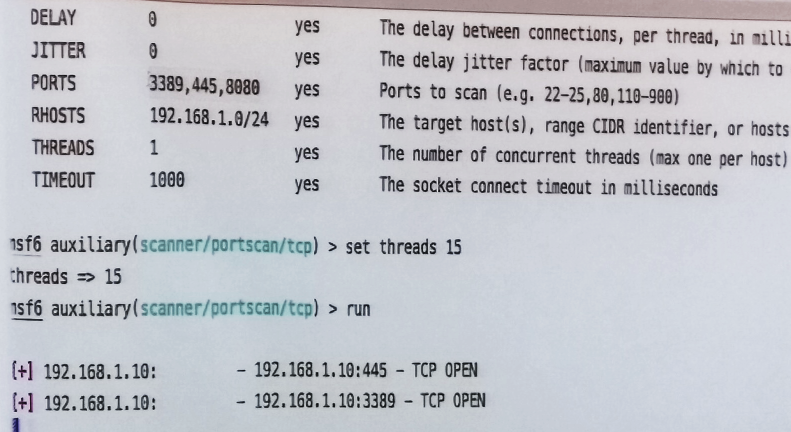 DELAY 0 yes The delay between connections, per thread, in milli
JITTER 0 yes The delay jitter factor (maximum value by which to
PORTS 3389,445,8080 yes Ports to scan (e.g. 22-25,80,110-900)
RHOSTS 192.168.1.0/24 yes The target host(s), range CIDR identifier, or hosts
THREADS 1 yes The number of concurrent threads (max one per host)
TIMEOUT 1000 yes The socket connect timeout in milliseconds
msf6 auxiliary(scanner/portscan/tcp) > set threads 15
threads => 15
msf6 auxiliary(scanner/portscan/tcp) > run
[+] 192.168.1.10: - 192.168.1.10:445 - TCP OPEN
[+] 192.168.1.10: - 192.168.1.10:3389 - TCP OPEN